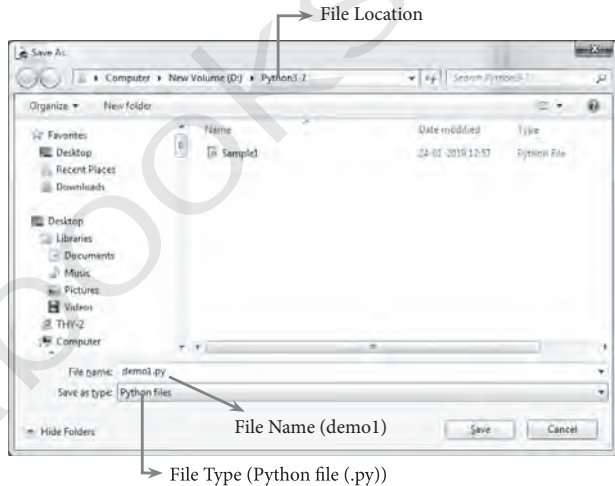 File Location
Save As
Computer New Volume (D:) Python3-2
Organize New folder
Name Date modified Type
Favorites
Desktop
Sample1 24-01-2019 12:57 Python File
Recent Places
Downloads
Desktop
Libraries
Documents
Music
Pictures
Videos
THY-2
Computer
File name: demo1.py
Save as type: Python files
Hide Folders
File Name (demo1)
Save Cancel
File Type (Python file (.py))